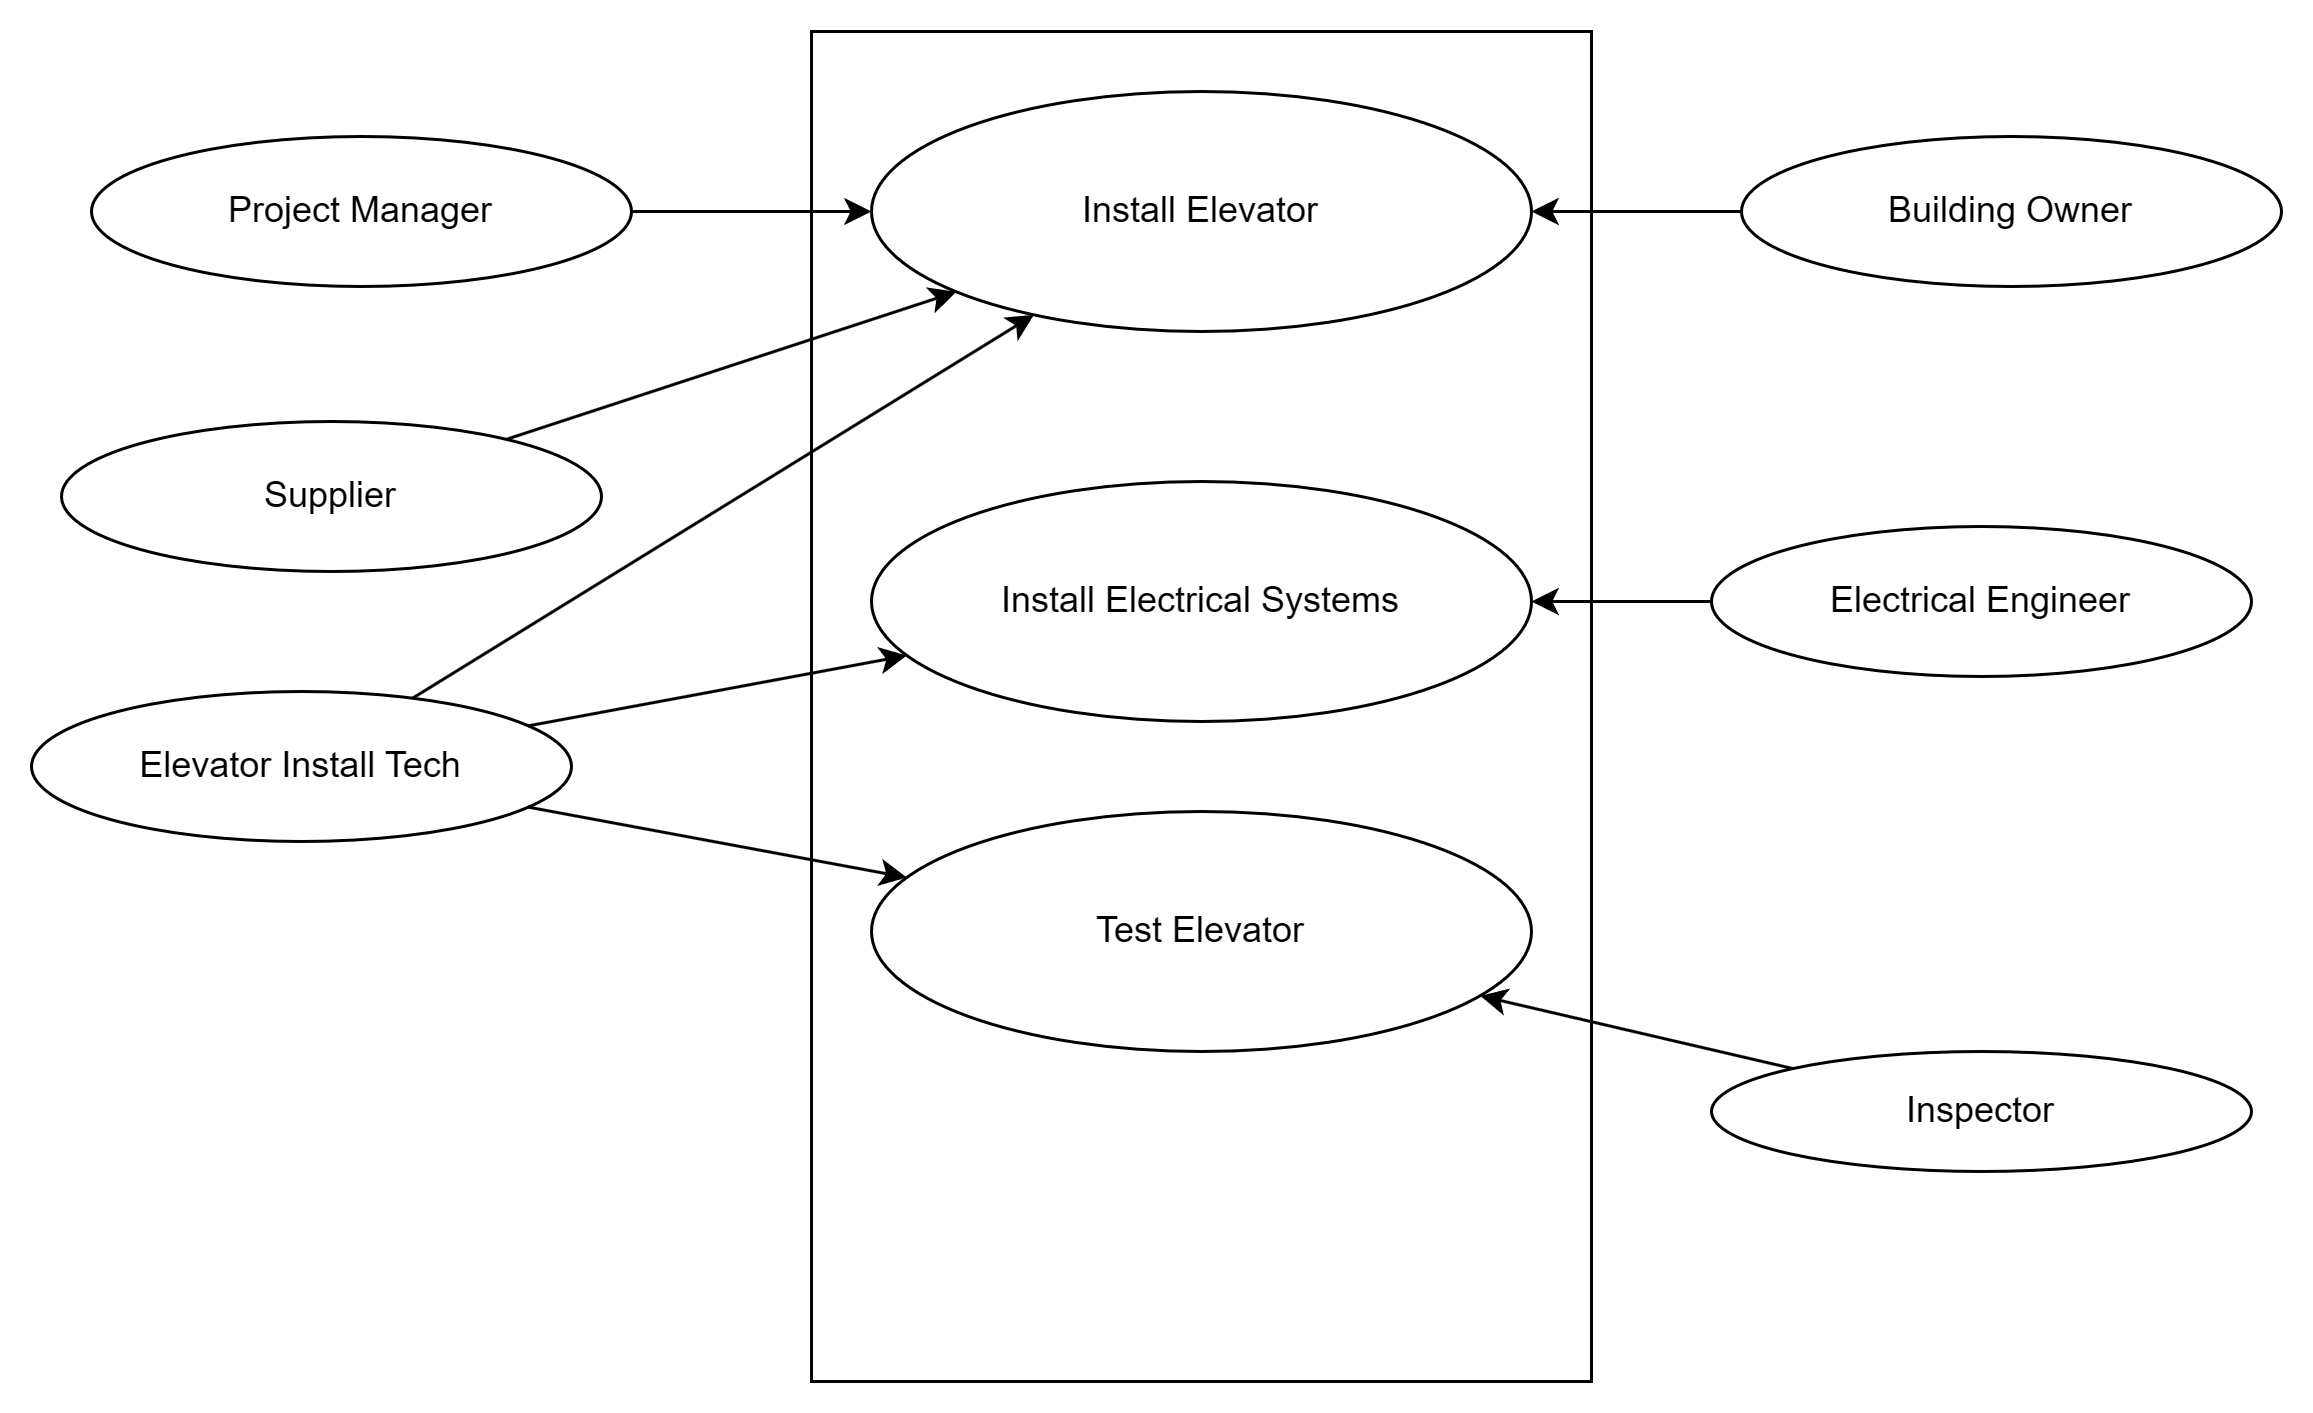 Project Manager
Install Elevator
Building Owner
Supplier
Install Electrical Systems
Electrical Engineer
Elevator Install Tech
Test Elevator
Inspector